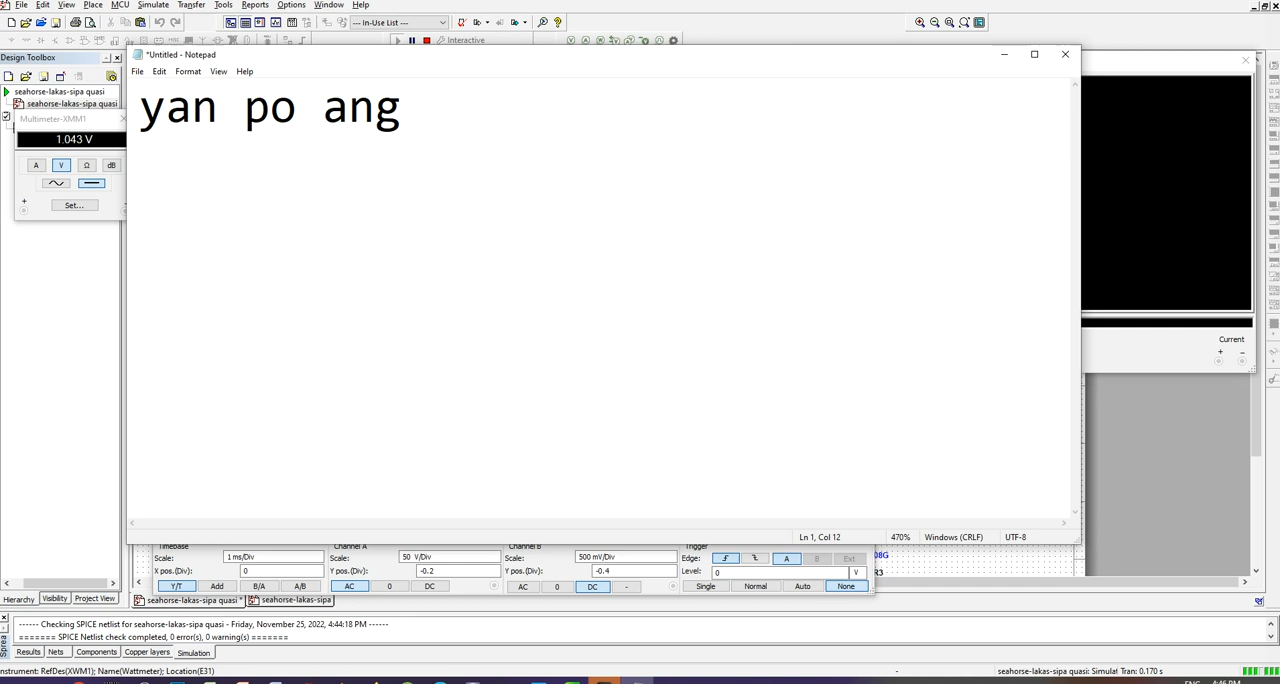 File Edit View Place MCU Simulate Transfer Tools Reports Options Window Help
--- In-Use List ---
Interactive
Design Toolbox
seahorse-lakas-sipa quasi
seahorse-lakas-sipa quasi
Multimeter-XMM1
1.043 V
A V Ω dB
+
Set...
*Untitled - Notepad
File Edit Format View Help
yan po ang
Ln 1, Col 12 470% Windows (CRLF) UTF-8
Current
+ −
Timebase Channel A Channel B Trigger
Scale: 1 ms/Div Scale: 50 V/Div Scale: 500 mV/Div Edge: A B Ext
X pos.(Div): 0 Y pos.(Div): -0.2 Y pos.(Div): -0.4 Level: 0 V
Y/T Add B/A A/B AC 0 DC AC 0 DC - Single Normal Auto None
08G
R3
Hierarchy Visibility Project View
seahorse-lakas-sipa quasi * seahorse-lakas-sipa
------ Checking SPICE netlist for seahorse-lakas-sipa quasi - Friday, November 25, 2022, 4:44:18 PM ------
======= SPICE Netlist check completed, 0 error(s), 0 warning(s) =======
Results Nets Components Copper layers Simulation
nstrument: RefDes(XWM1); Name(Wattmeter); Location(E31) - seahorse-lakas-sipa quasi: Simulat Tran: 0.170 s
ENG 4:46 PM